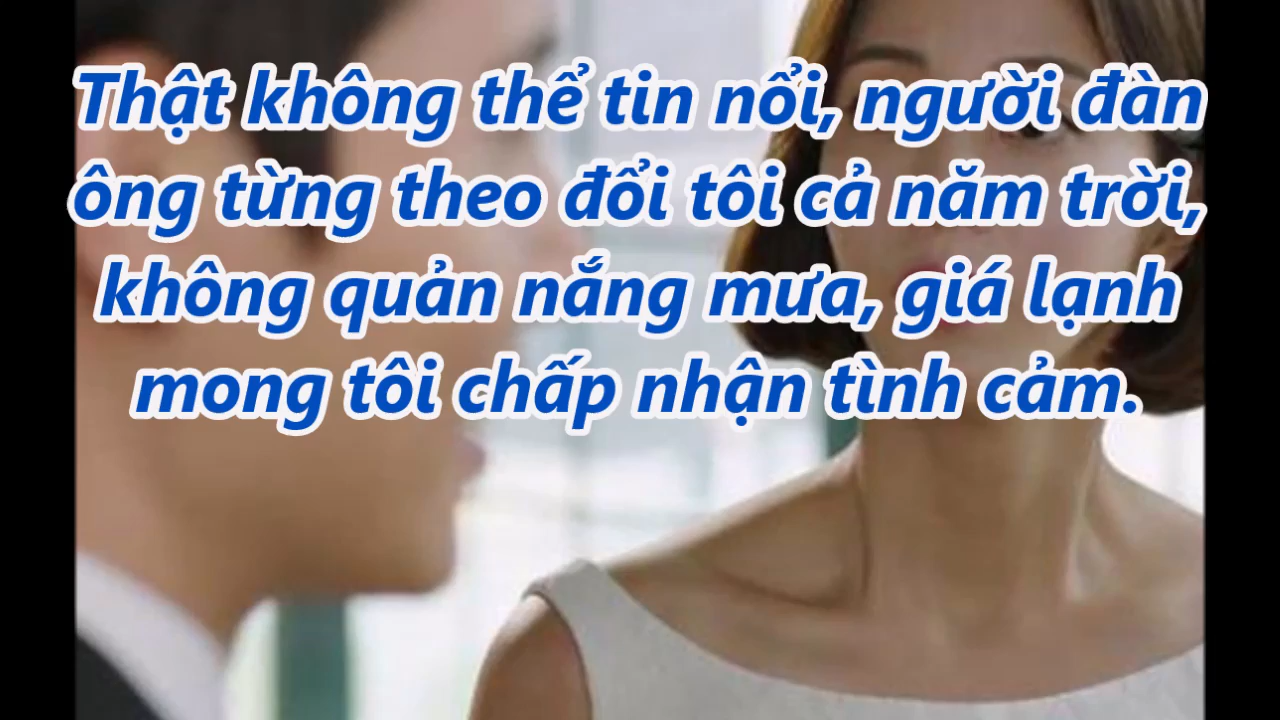 Thật không thể tin nổi, người đàn
ông từng theo đổi tôi cả năm trời,
không quản nắng mưa, giá lạnh
mong tôi chấp nhận tình cảm.